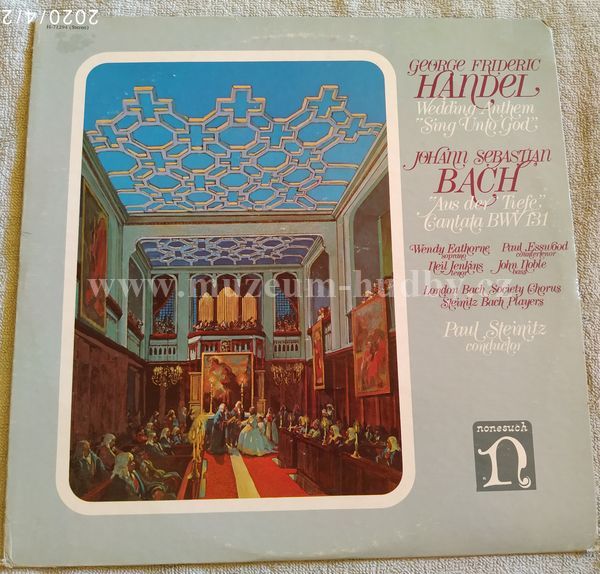 2020/4/2
H-71294 (Stereo)
GEORGE FRIDERIC
HANDEL
Wedding Anthem
"Sing Unto God"
JOHANN SEBASTIAN
BACH
"Aus der Tiefe,"
Cantata BWV 131
Wendy Eathorne
soprano
Paul Esswood
countertenor
Neil Jenkins
tenor
John Noble
bass
London Bach Society Chorus
Steinitz Bach Players
Paul Steinitz
conductor
nonesuch
n
www.muzeum-hudby